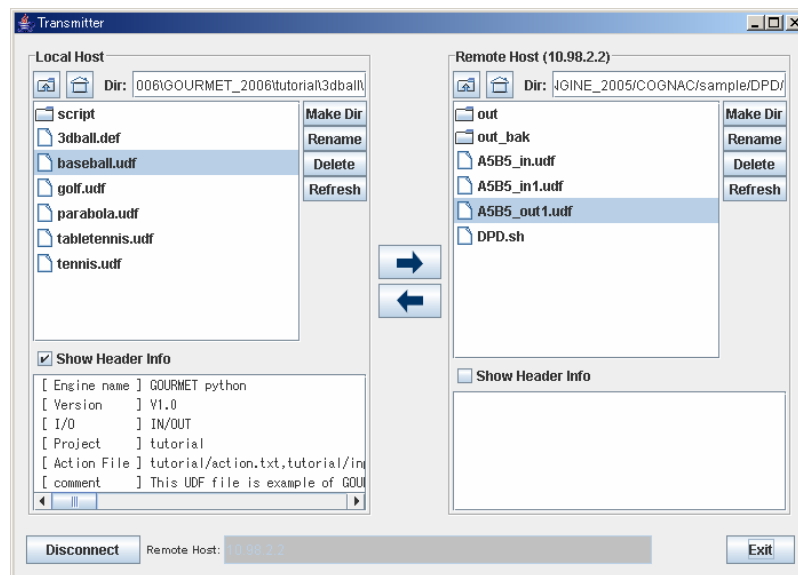 Transmitter
Local Host
Dir: 006\GOURMET_2006\tutorial\3dball\
script
3dball.def
baseball.udf
golf.udf
parabola.udf
tabletennis.udf
tennis.udf
Make Dir
Rename
Delete
Refresh
Show Header Info
[ Engine name ] GOURMET python
[ Version ] V1.0
[ I/O ] IN/OUT
[ Project ] tutorial
[ Action File ] tutorial/action.txt,tutorial/in
[ comment ] This UDF file is example of GOU
Remote Host (10.98.2.2)
Dir: NGINE_2005/COGNAC/sample/DPD/
out
out_bak
A5B5_in.udf
A5B5_in1.udf
A5B5_out1.udf
DPD.sh
Make Dir
Rename
Delete
Refresh
Show Header Info
Disconnect
Remote Host: 10.98.2.2
Exit